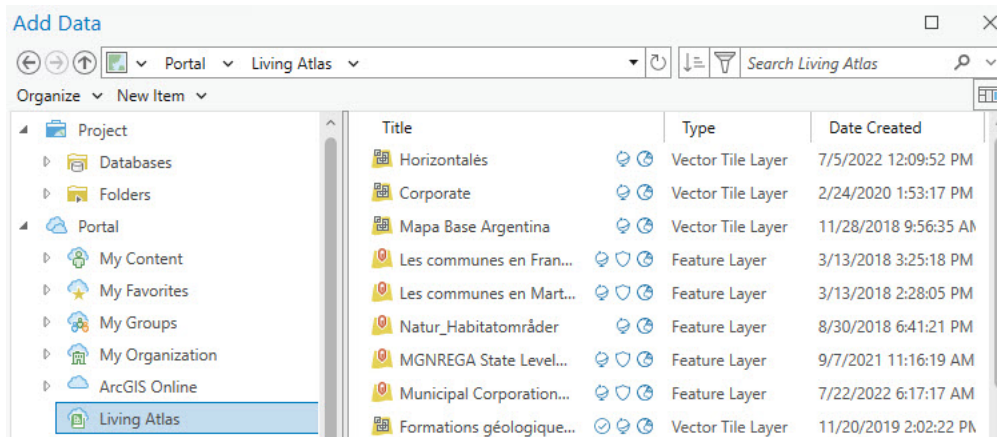 Add Data
Portal Living Atlas Search Living Atlas
Organize New Item
Project
Databases
Folders
Portal
My Content
My Favorites
My Groups
My Organization
ArcGIS Online
Living Atlas
Title Type Date Created
Horizontalés Vector Tile Layer 7/5/2022 12:09:52 PM
Corporate Vector Tile Layer 2/24/2020 1:53:17 PM
Mapa Base Argentina Vector Tile Layer 11/28/2018 9:56:35 AM
Les communes en Fran... Feature Layer 3/13/2018 3:25:18 PM
Les communes en Mart... Feature Layer 3/13/2018 2:28:05 PM
Natur_Habitatområder Feature Layer 8/30/2018 6:41:21 PM
MGNREGA State Level... Feature Layer 9/7/2021 11:16:19 AM
Municipal Corporation... Feature Layer 7/22/2022 6:17:17 AM
Formations géologique... Vector Tile Layer 11/20/2019 2:02:22 PM